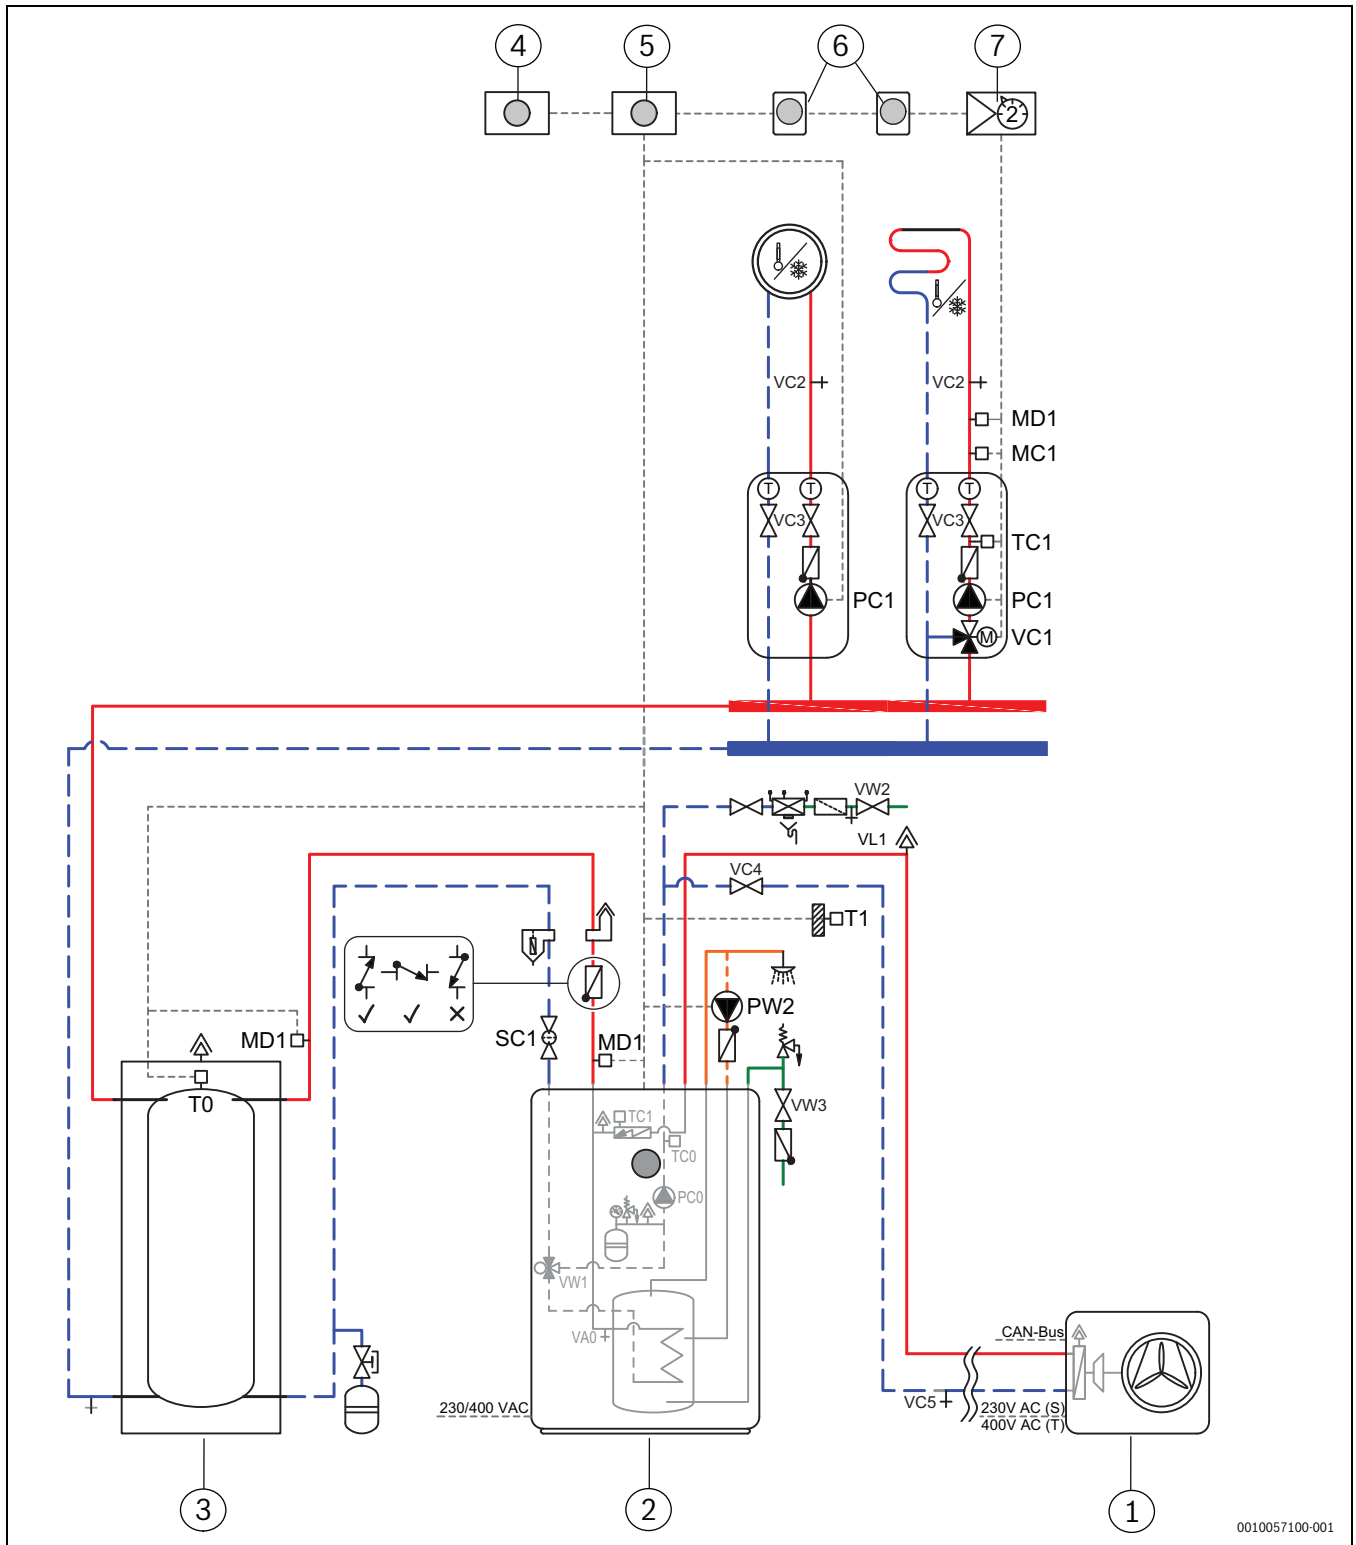 4 5 6 7
2
VC2 VC2
MD1
MC1
T T T T
VC3 VC3
TC1
PC1 PC1
M VC1
VW2
VL1
VC4
T1
PW2
SC1 MD1
MD1
T0
VW3
TC1
TC0
PC0
VW1
VA0
CAN-Bus
VC5
230/400 VAC
230V AC (S)
400V AC (T)
3 2 1
0010057100-001